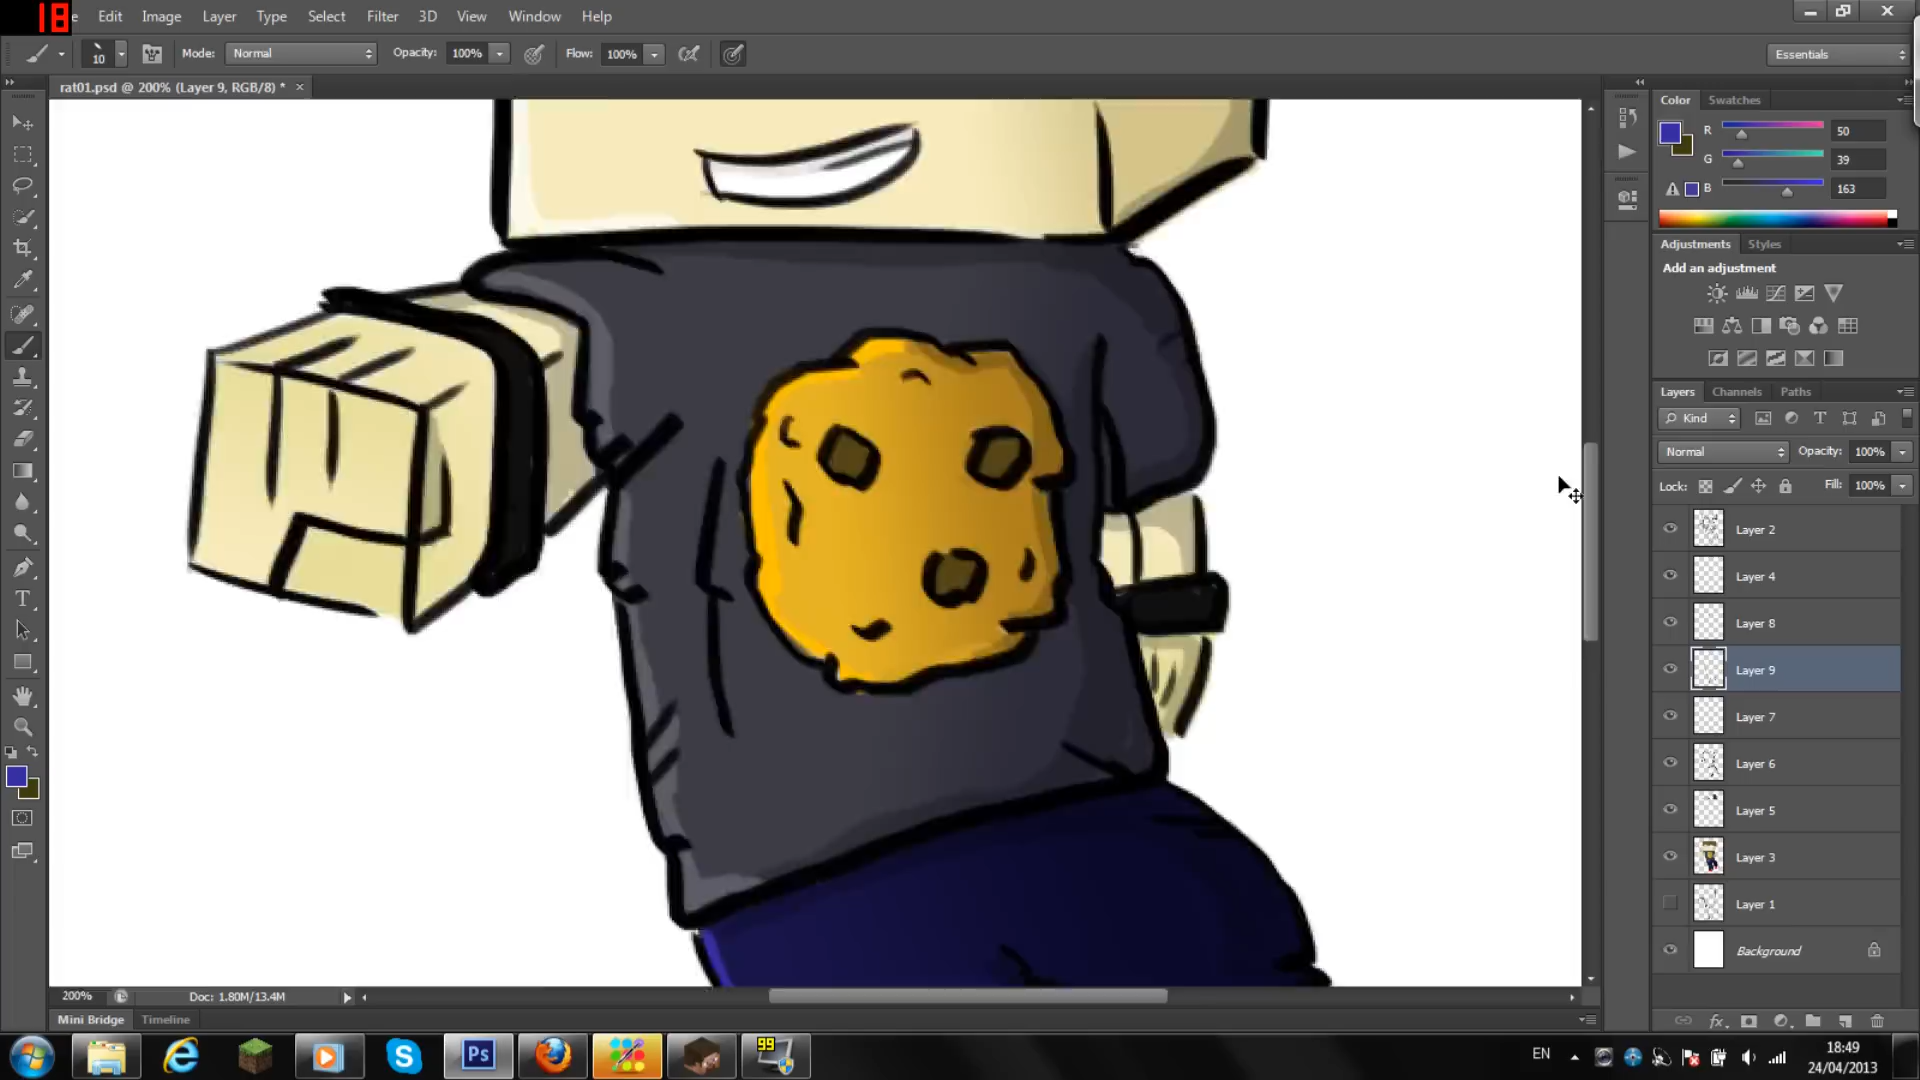 18
e Edit Image Layer Type Select Filter 3D View Window Help
10 Mode: Normal Opacity: 100% Flow: 100% Essentials
rat01.psd @ 200% (Layer 9, RGB/8) * ×
Color Swatches
R 50
G 39
B 163
Adjustments Styles
Add an adjustment
Layers Channels Paths
Kind T
Normal Opacity: 100%
Lock: Fill: 100%
Layer 2
Layer 4
Layer 8
Layer 9
Layer 7
Layer 6
Layer 5
Layer 3
Layer 1
Background
fx
200% Doc: 1.80M/13.4M
Mini Bridge Timeline
Ps 99
EN 18:49
24/04/2013